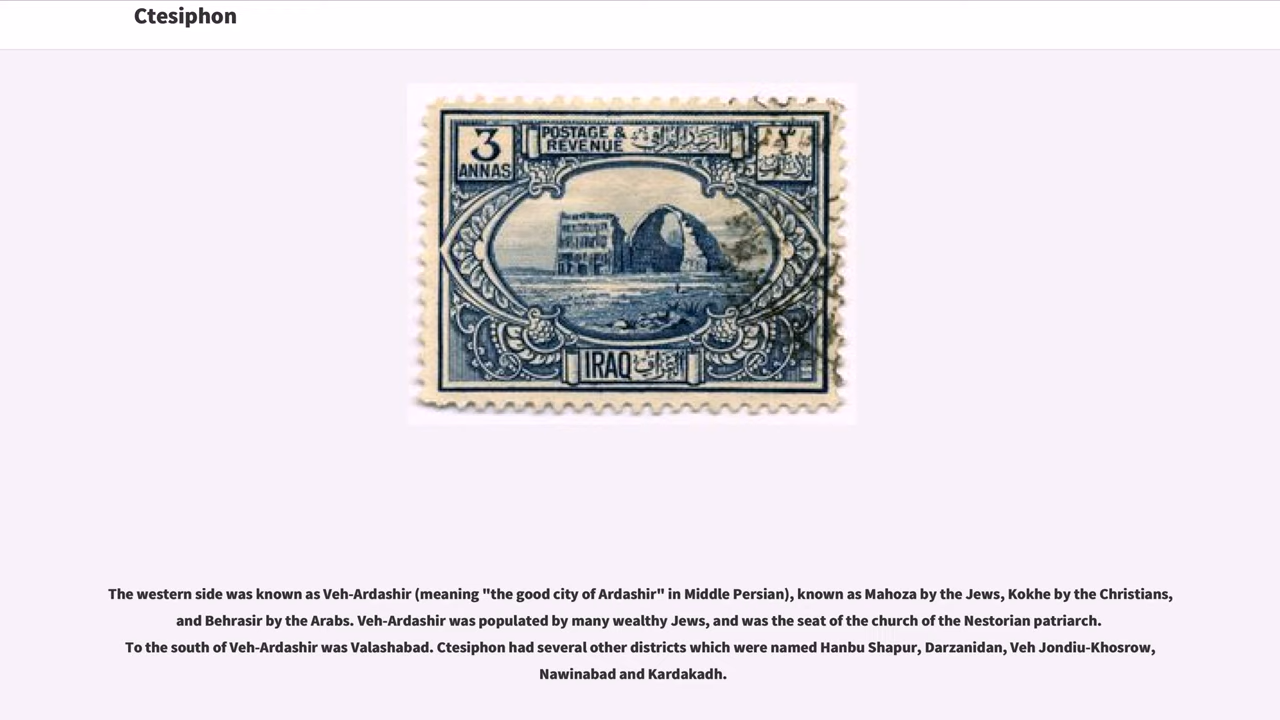 Ctesiphon
3
ANNAS
POSTAGE &
REVENUE
IRAQ
العراق
The western side was known as Veh-Ardashir (meaning "the good city of Ardashir" in Middle Persian), known as Mahoza by the Jews, Kokhe by the Christians,
and Behrasir by the Arabs. Veh-Ardashir was populated by many wealthy Jews, and was the seat of the church of the Nestorian patriarch.
To the south of Veh-Ardashir was Valashabad. Ctesiphon had several other districts which were named Hanbu Shapur, Darzanidan, Veh Jondiu-Khosrow,
Nawinabad and Kardakadh.